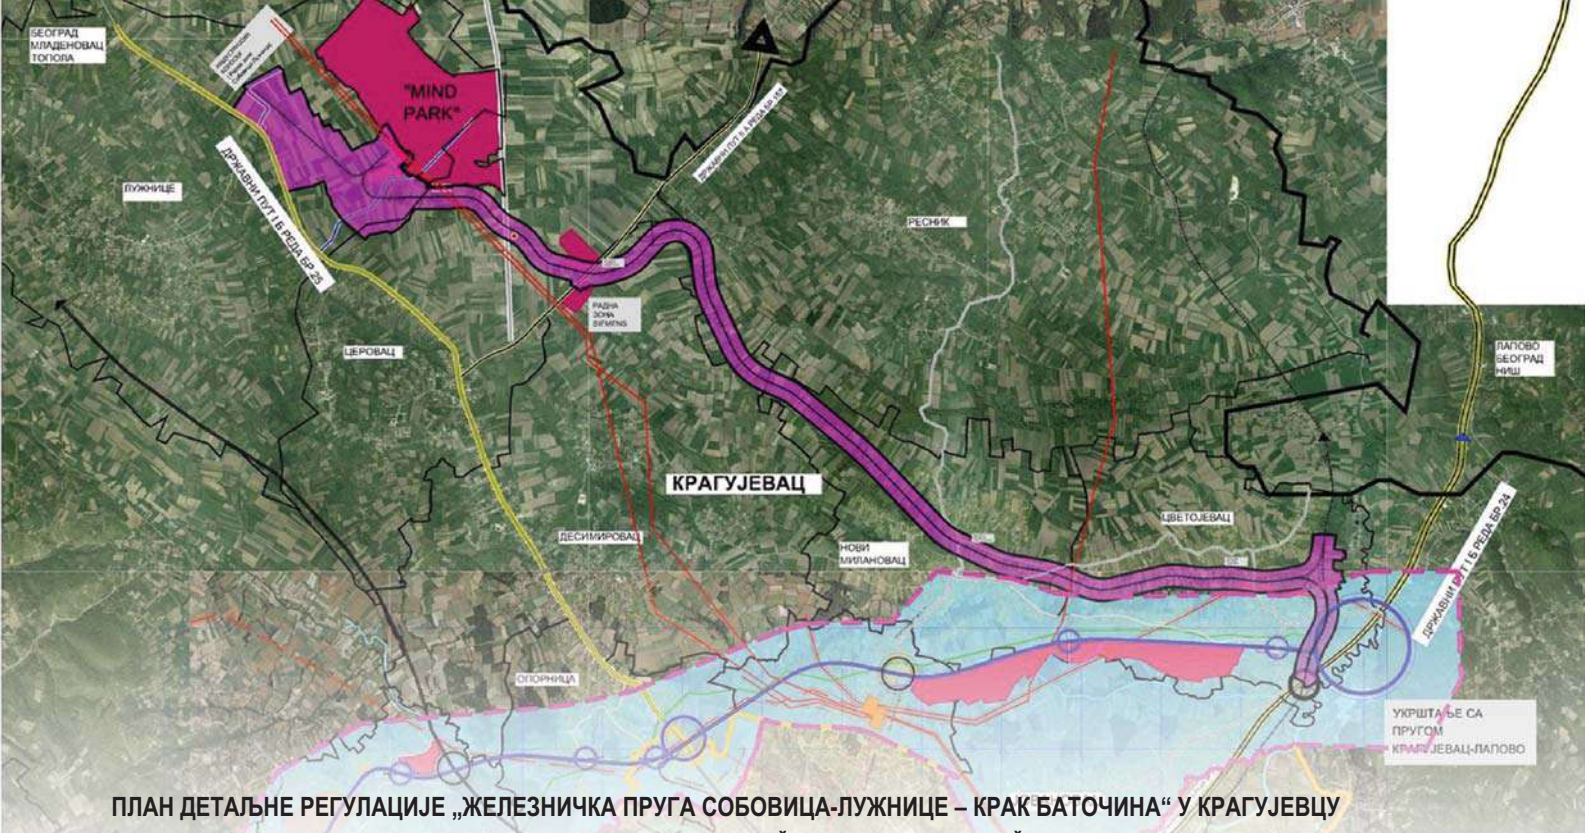 БЕОГРАД
МЛАДЕНОВАЦ
ТОПОЛА
"MIND
PARK"
ДРЖАВНИ ПУТ II А РЕДА БР.157
ЛУЖНИЦЕ
ДРЖАВНИ ПУТ I Б РЕДА БР.25
РЕСНИК
РАДНА
ЗОНА
SIEMENS
ЦЕРОВАЦ
ЛАПОВО
БЕОГРАД
НИШ
КРАГУЈЕВАЦ
ДЕСИМИРОВАЦ
НОВИ
МИЛАНОВАЦ
ЦВЕТОЈЕВАЦ
ДРЖАВНИ ПУТ I Б РЕДА БР.24
ОПОРНИЦА
УКРШТАЊЕ СА
ПРУГОМ
КРАГУЈЕВАЦ-ЛАПОВО
ПЛАН ДЕТАЉНЕ РЕГУЛАЦИЈЕ „ЖЕЛЕЗНИЧКА ПРУГА СОБОВИЦА-ЛУЖНИЦЕ – КРАК БАТОЧИНА“ У КРАГУЈЕВЦУ